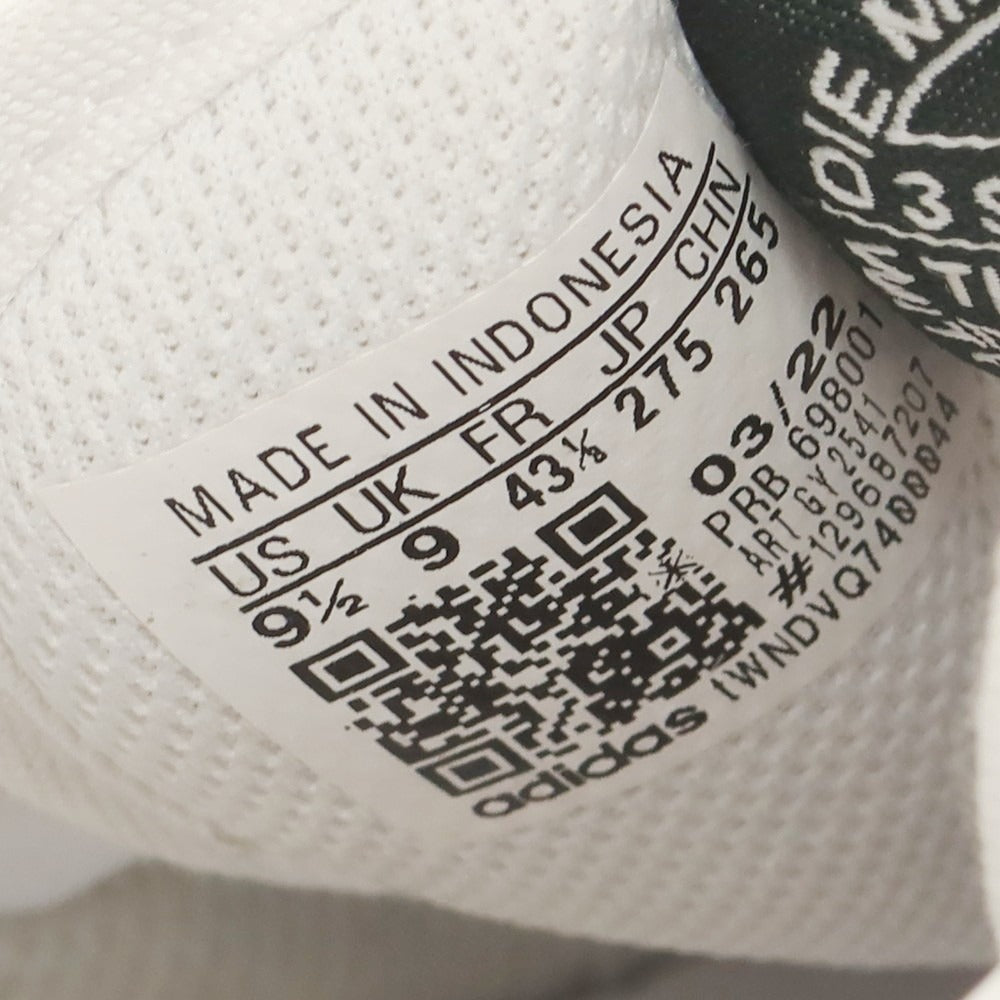 MADE IN INDONESIA
US UK FR JP CHN
9½ 9 43⅓ 275 265
03/22
PRB 698001
ART GY2541
#129687207
adidas 1WNDVQ7400044